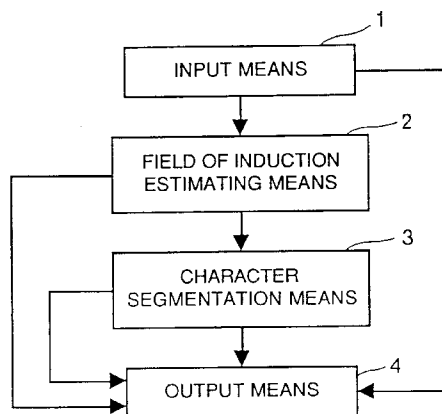 1
INPUT MEANS
2
FIELD OF INDUCTION
ESTIMATING MEANS
3
CHARACTER
SEGMENTATION MEANS
4
OUTPUT MEANS